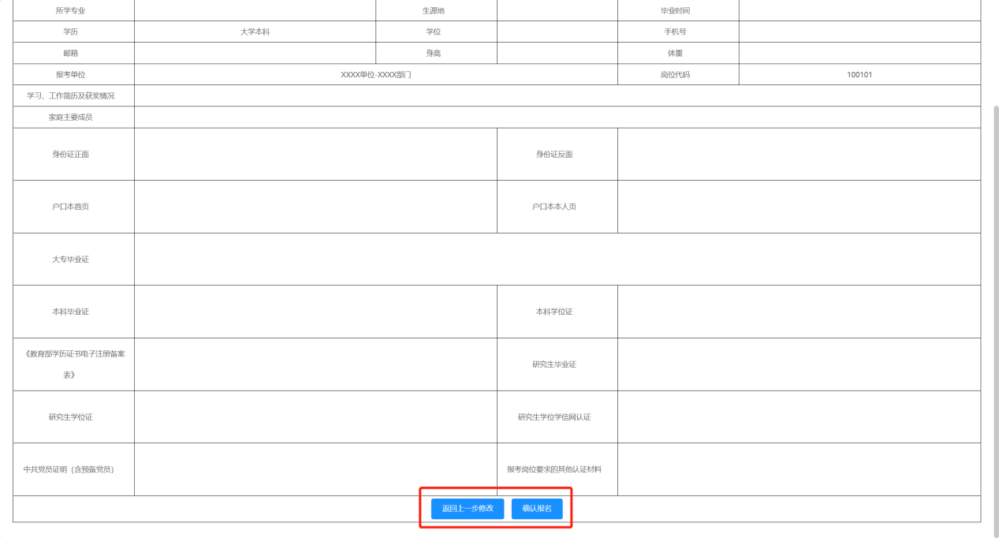 所学专业 生源地 毕业时间
学历 大学本科 学位 手机号
邮箱 身高 体重
报考单位 XXXX单位-XXXX部门 岗位代码 100101
学习、工作简历及获奖情况
家庭主要成员
身份证正面 身份证反面
户口本首页 户口本本人页
大专毕业证
本科毕业证 本科学位证
《教育部学历证书电子注册备案
表》
研究生毕业证
研究生学位证 研究生学位学信网认证
中共党员证明（含预备党员） 报考岗位要求的其他认证材料
返回上一步修改 确认报名